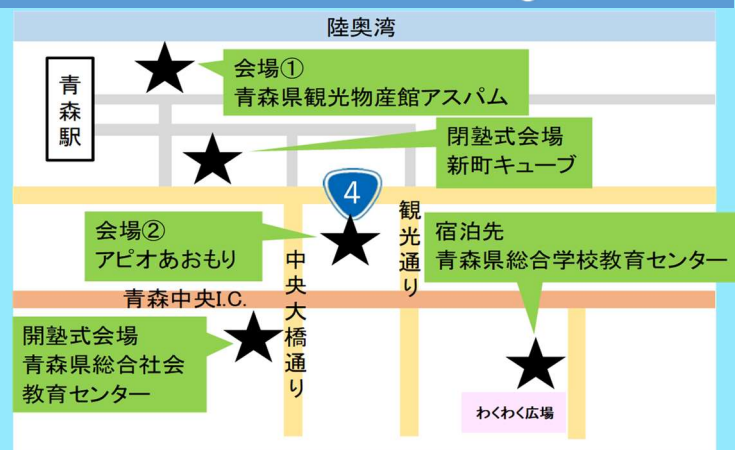 陸奥湾
青森駅
会場①
青森県観光物産館アスパム
閉塾式会場
新町キューブ
4
会場②
アピオあおもり
中央大橋通り
観光通り
宿泊先
青森県総合学校教育センター
青森中央I.C.
開塾式会場
青森県総合社会
教育センター
わくわく広場